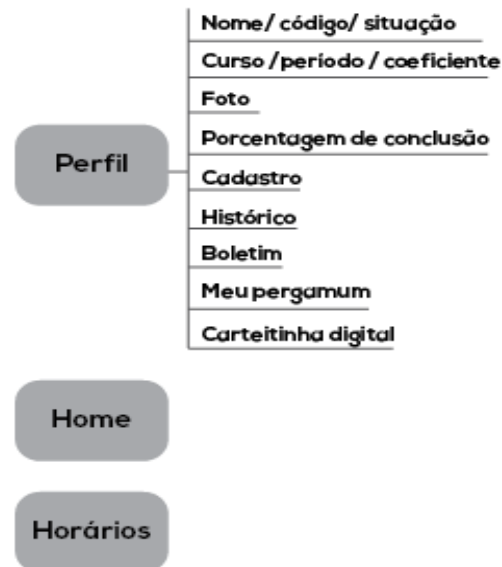 Perfil
Nome/ código/ situação
Curso /período / coeficiente
Foto
Porcentagem de conclusão
Cadastro
Histórico
Boletim
Meu pergamum
Carteitinha digital
Home
Horários